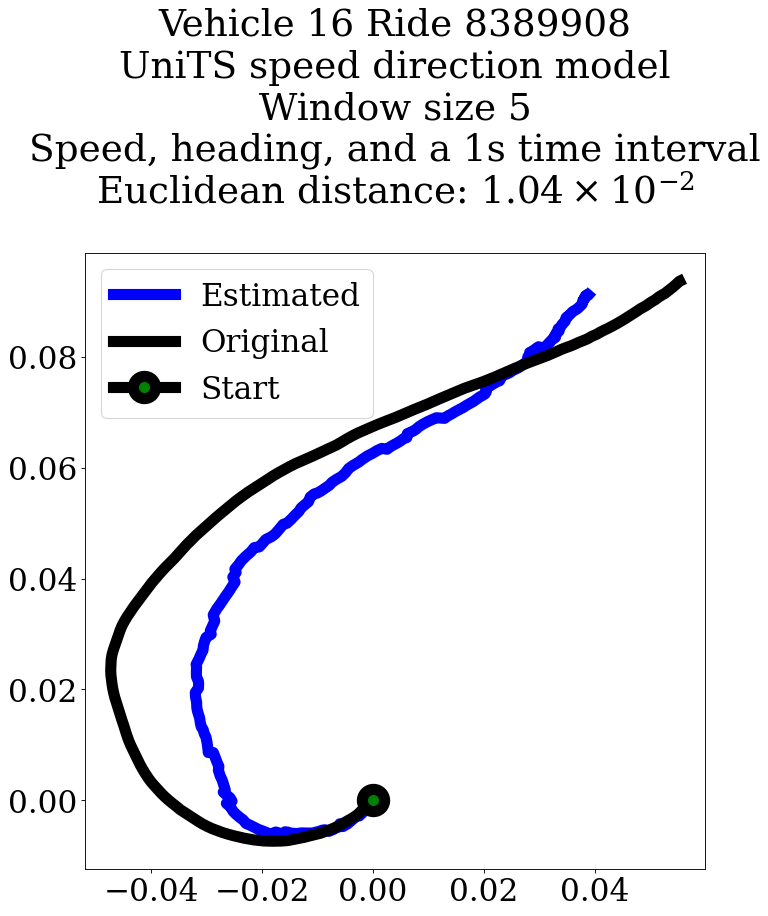 Vehicle 16 Ride 8389908
UniTS speed direction model
Window size 5
Speed, heading, and a 1s time interval
Euclidean distance: 1.04 × 10⁻²
Estimated
Original
Start
0.08
0.06
0.04
0.02
0.00
−0.04 −0.02 0.00 0.02 0.04